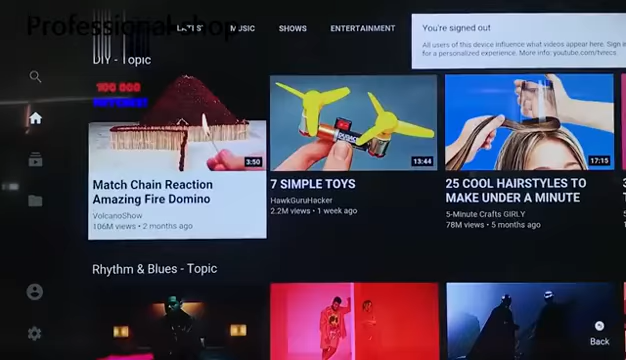 Professional shop
LATEST MUSIC SHOWS ENTERTAINMENT
You're signed out
All users of this device influence what videos appear here. Sign
for a personalized experience. More info: youtube.com/tvrecs
DIY - Topic
100 000
DURACELL
3:50
13:44
17:15
Match Chain Reaction
Amazing Fire Domino
VolcanoShow
106M views • 2 months ago
7 SIMPLE TOYS
HawkGuruHacker
2.2M views • 1 week ago
25 COOL HAIRSTYLES TO
MAKE UNDER A MINUTE
5-Minute Crafts GIRLY
78M views • 5 months ago
Rhythm & Blues - Topic
Back